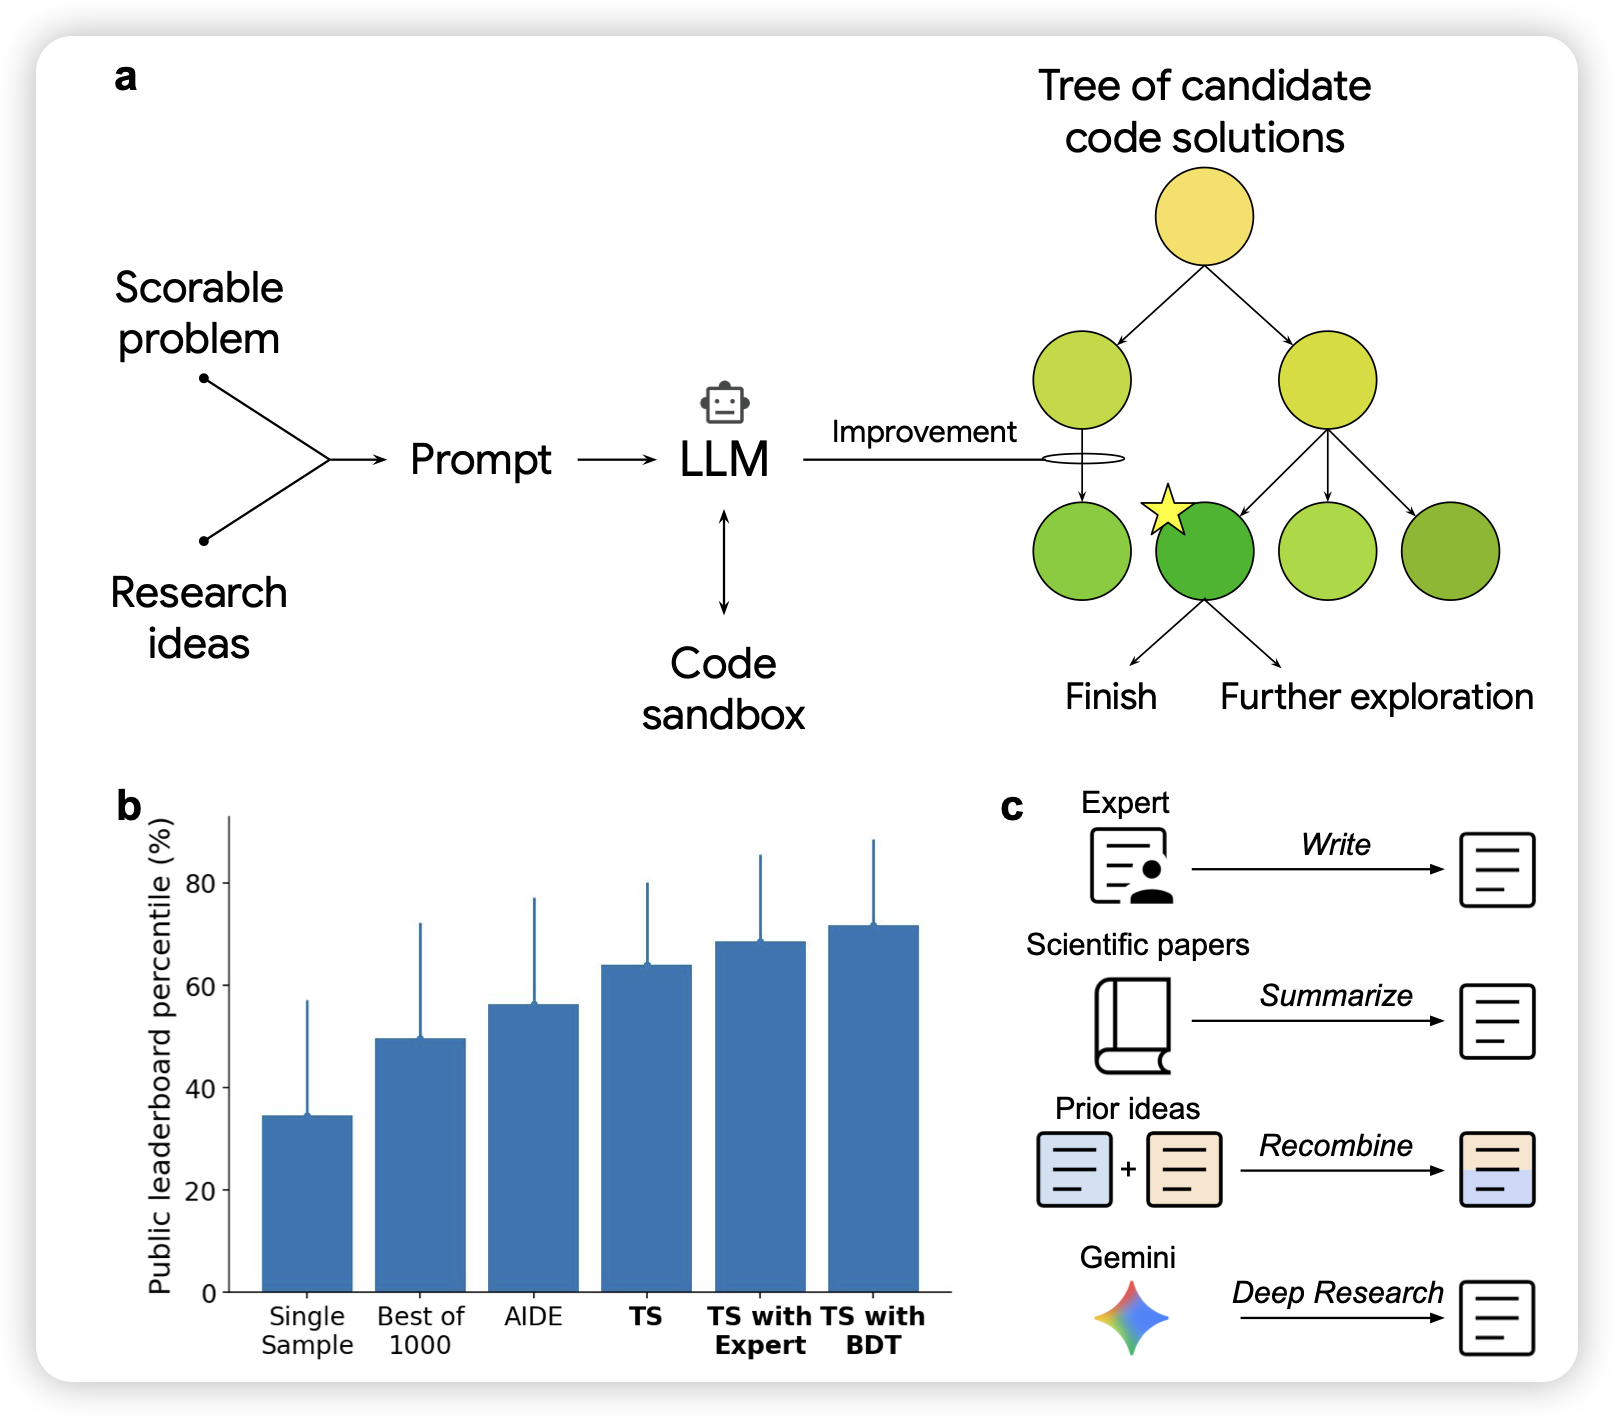 a
Tree of candidate
code solutions
Scorable
problem
Improvement
Prompt
LLM
Research
ideas
Code
sandbox
Finish
Further exploration
b
Public leaderboard percentile (%)
80
60
40
20
0
Single
Sample
Best of
1000
AIDE
TS
TS with
Expert
TS with
BDT
c
Expert
Write
Scientific papers
Summarize
Prior ideas
+
Recombine
Gemini
Deep Research